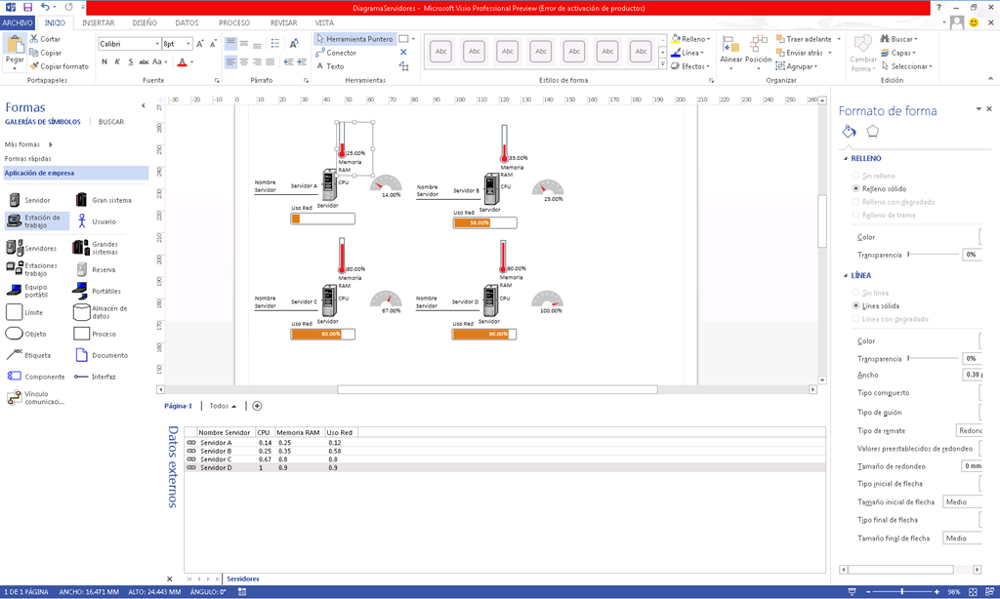 DiagramaServidores - Microsoft Visio Professional Preview (Error de activación de productos)
ARCHIVO INICIO INSERTAR DISEÑO DATOS PROCESO REVISAR VISTA
Pegar
Cortar
Copiar
Copiar formato
Portapapeles
Calibri 8pt
N K S abc Aa A
Fuente
Párrafo
Herramienta Puntero
Conector
A Texto
Herramientas
Abc Abc Abc Abc Abc Abc Abc
Estilos de forma
Relleno
Línea
Efectos
Alinear Posición
Traer adelante
Enviar atrás
Agrupar
Organizar
Cambiar forma
Buscar
Capas
Seleccionar
Edición
Formas
GALERÍAS DE SÍMBOLOS BUSCAR
Más formas
Formas rápidas
Aplicación de empresa
Servidor Gran sistema
Estación de trabajo Usuario
Servidores Grandes sistemas
Estaciones trabajo Reserva
Equipo portátil Portátiles
Límite Almacén de datos
Objeto Proceso
Etiqueta Documento
Componente Interfaz
Vínculo comunicaci...
-30 -20 -10 0 10 20 30 40 50 60 70 80 90 100 110 120 130 140 150 160 170 180 190 200 210 220 230 240 250 260
25.00%
Memoria
RAM
CPU
Nombre
Servidor
Servidor A
14.00%
Servidor
Uso Red
35.00%
Memoria
RAM
CPU
Nombre
Servidor
Servidor B
25.00%
Servidor
Uso Red
58.00%
80.00%
Memoria
RAM
CPU
Nombre
Servidor
Servidor C
67.00%
Servidor
Uso Red
80.00%
90.00%
Memoria
RAM
CPU
Nombre
Servidor
Servidor D
100.00%
Servidor
Uso Red
90.00%
Página-1 Todos
Datos externos
Nombre Servidor CPU Memoria RAM Uso Red
Servidor A 0.14 0.25 0.12
Servidor B 0.25 0.35 0.58
Servidor C 0.67 0.8 0.8
Servidor D 1 0.9 0.9
Servidores
Formato de forma
RELLENO
Sin relleno
Relleno sólido
Relleno con degradado
Relleno de trama
Color
Transparencia 0%
LÍNEA
Sin línea
Línea sólida
Línea con degradado
Color
Transparencia 0%
Ancho 0.38
Tipo compuesto
Tipo de guión
Tipo de remate Redond
Valores preestablecidos de redondeo
Tamaño de redondeo 0 mm
Tipo inicial de flecha
Tamaño inicial de flecha Medio
Tipo final de flecha
Tamaño final de flecha Medio
1 DE 1 PÁGINA ANCHO: 16.471 MM ALTO: 24.443 MM ÁNGULO: 0° 98%